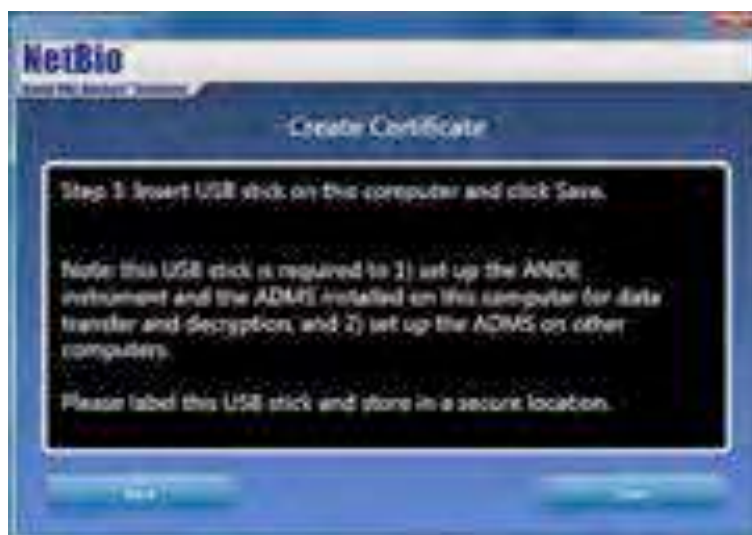 NetBio
Create Certificate
Step 3: Insert USB stick on this computer and click Save.
Note: this USB stick is required to 1) set up the ANDE
instrument and the ADMS installed on this computer for data
transfer and decryption, and 2) set up the ADMS on other
computers.
Please label this USB stick and store in a secure location.